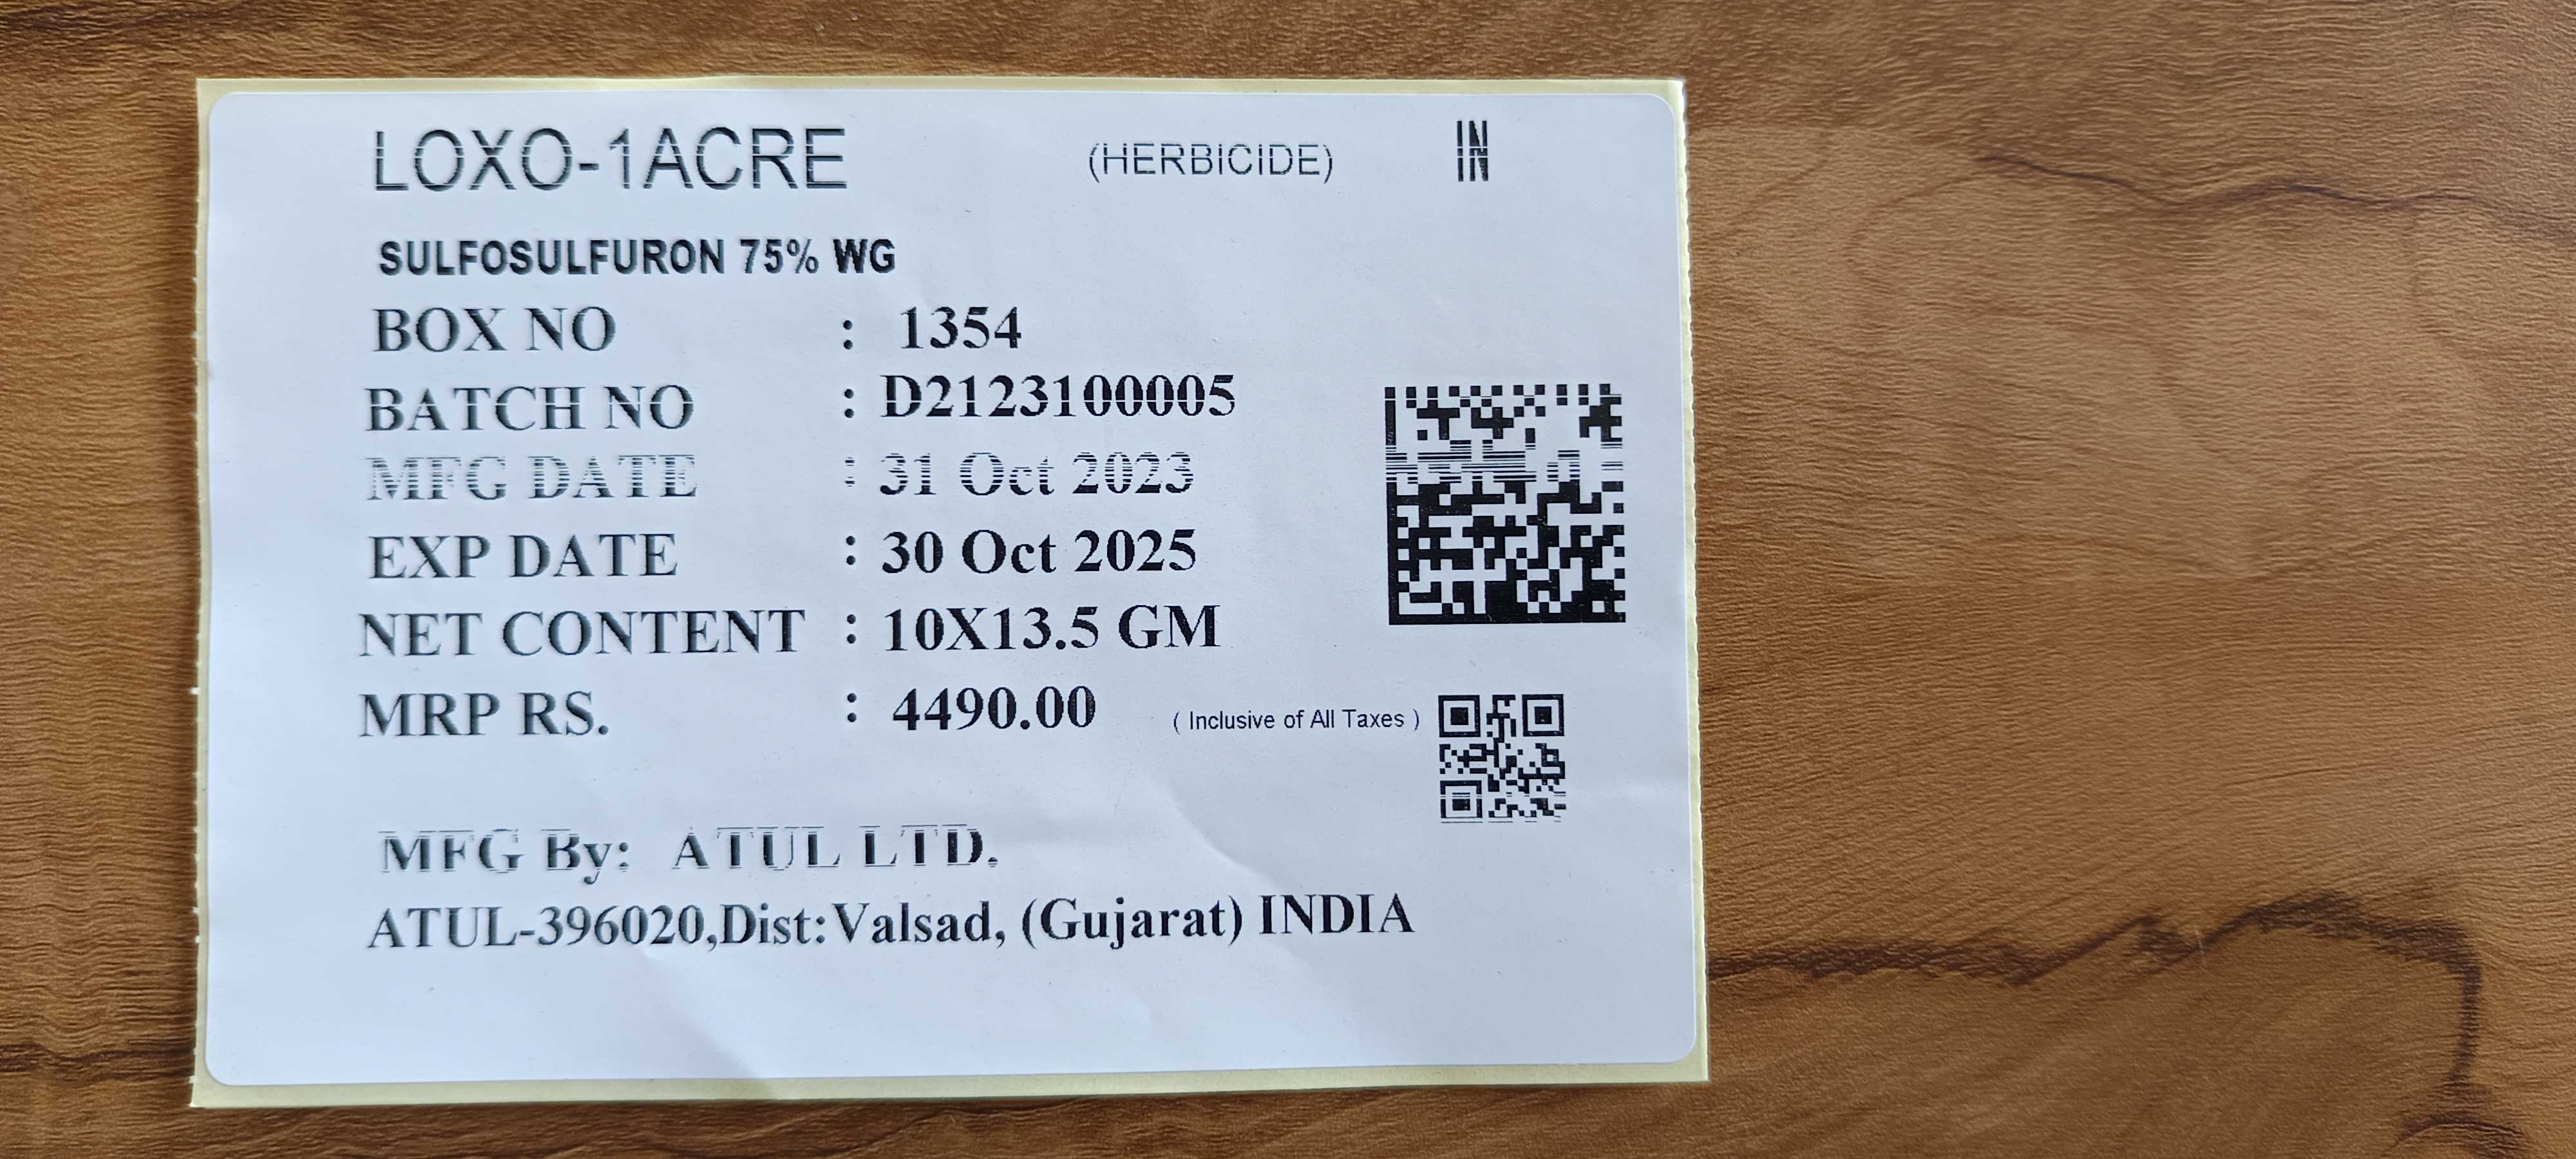 LOXO-1ACRE (HERBICIDE) IN
SULFOSULFURON 75% WG
BOX NO : 1354
BATCH NO : D2123100005
MFG DATE : 31 Oct 2023
EXP DATE : 30 Oct 2025
NET CONTENT : 10X13.5 GM
MRP RS. : 4490.00 ( Inclusive of All Taxes )
MFG By: ATUL LTD.
ATUL-396020,Dist:Valsad, (Gujarat) INDIA